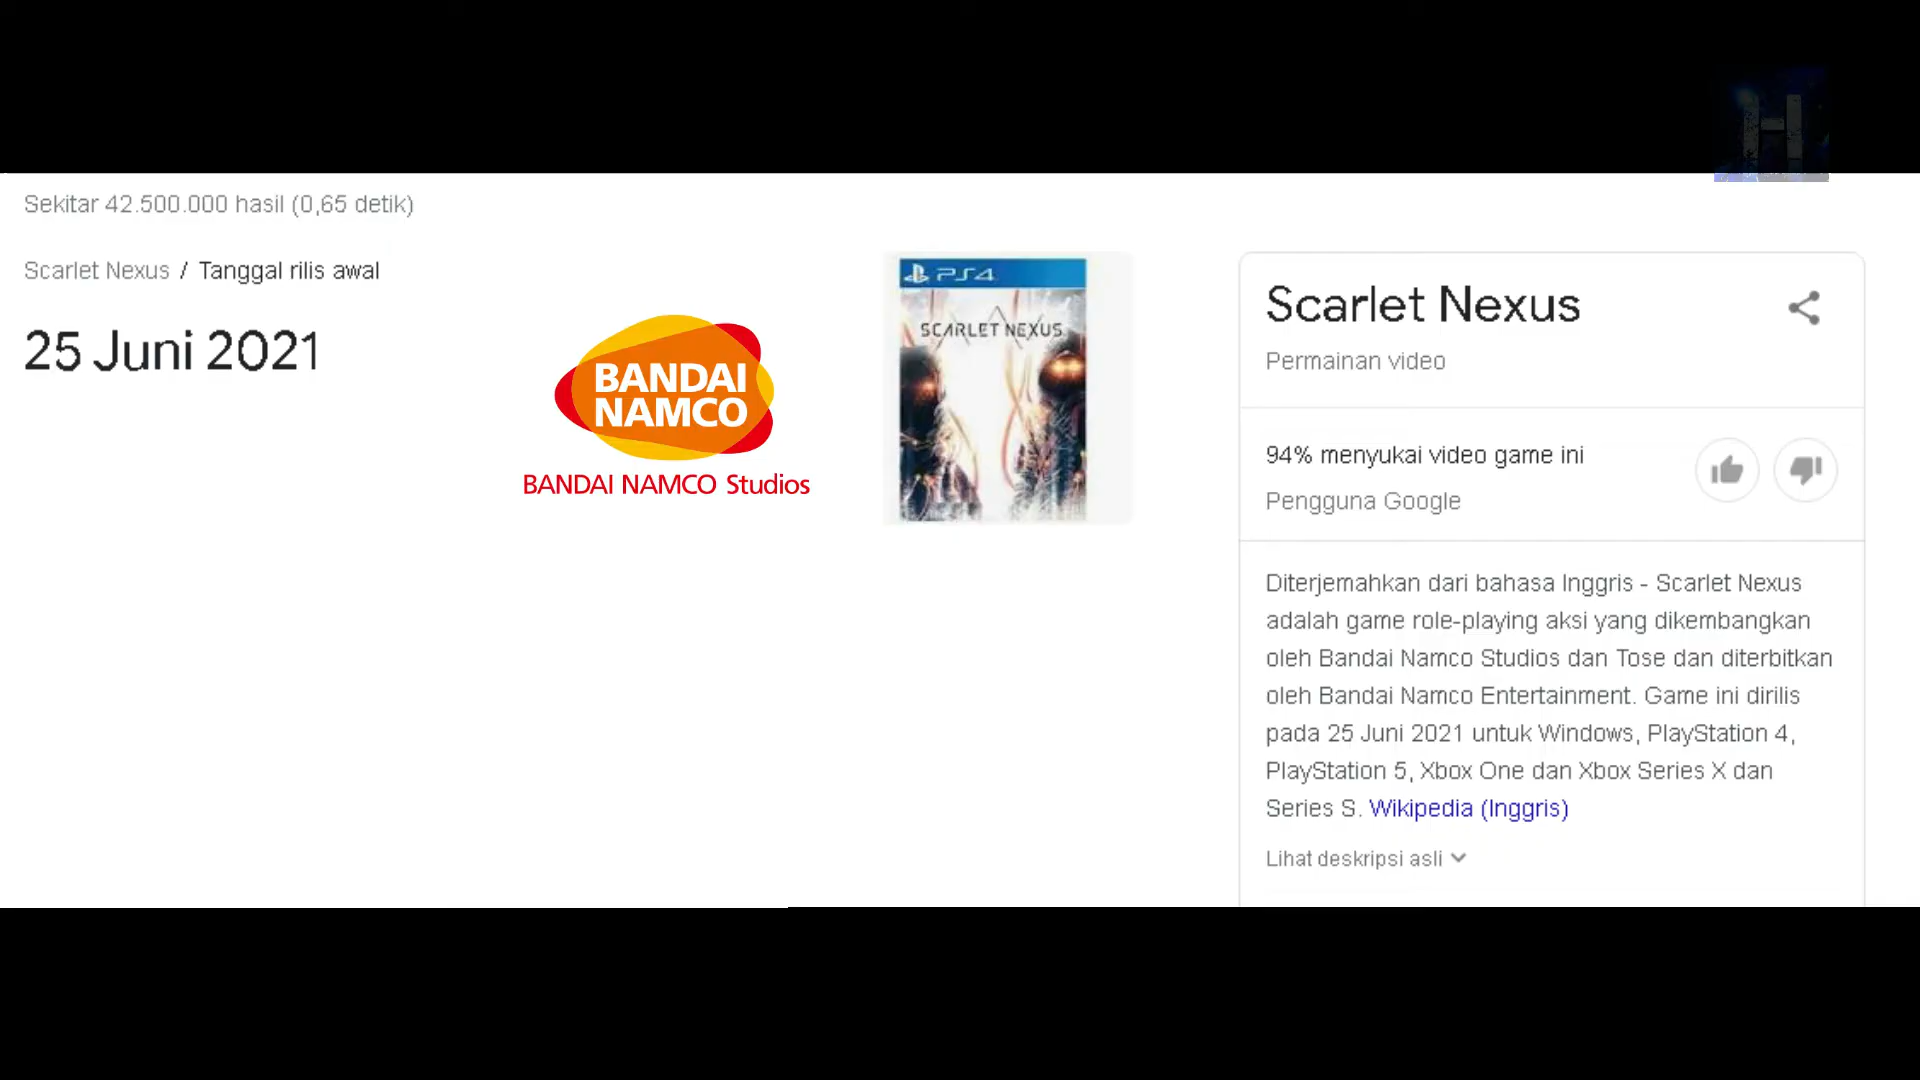 Sekitar 42.500.000 hasil (0,65 detik)
Scarlet Nexus / Tanggal rilis awal
25 Juni 2021
BANDAI
NAMCO
BANDAI NAMCO Studios
PS4
SCARLET NEXUS
H
Scarlet Nexus
Permainan video
94% menyukai video game ini
Pengguna Google
Diterjemahkan dari bahasa Inggris - Scarlet Nexus
adalah game role-playing aksi yang dikembangkan
oleh Bandai Namco Studios dan Tose dan diterbitkan
oleh Bandai Namco Entertainment. Game ini dirilis
pada 25 Juni 2021 untuk Windows, PlayStation 4,
PlayStation 5, Xbox One dan Xbox Series X dan
Series S. Wikipedia (Inggris)
Lihat deskripsi asli